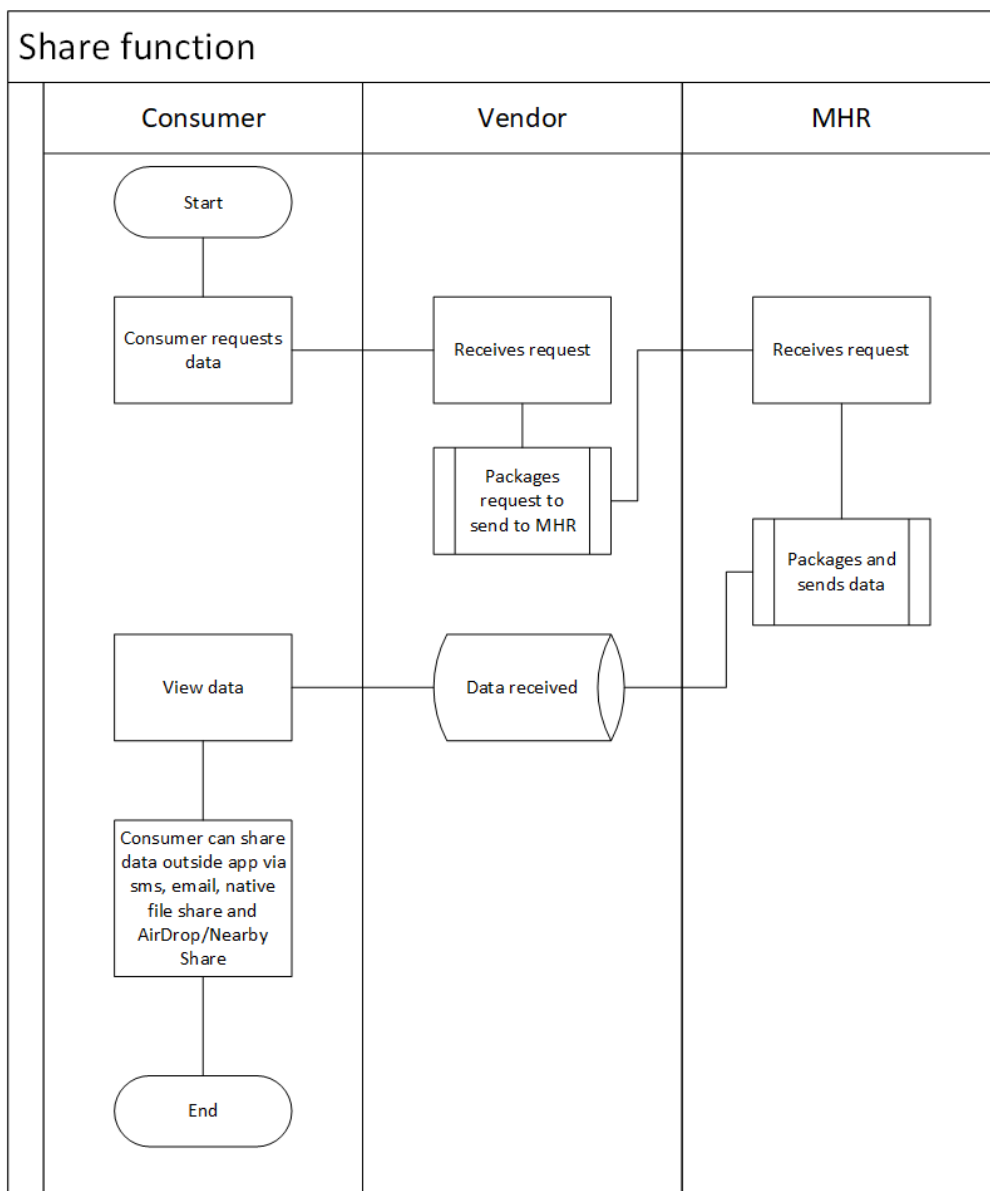 Share function
Consumer
Vendor
MHR
Start
Consumer requests
data
Receives request
Receives request
Packages
request to
send to MHR
Packages and
sends data
View data
Data received
Consumer can share
data outside app via
sms, email, native
file share and
AirDrop/Nearby
Share
End